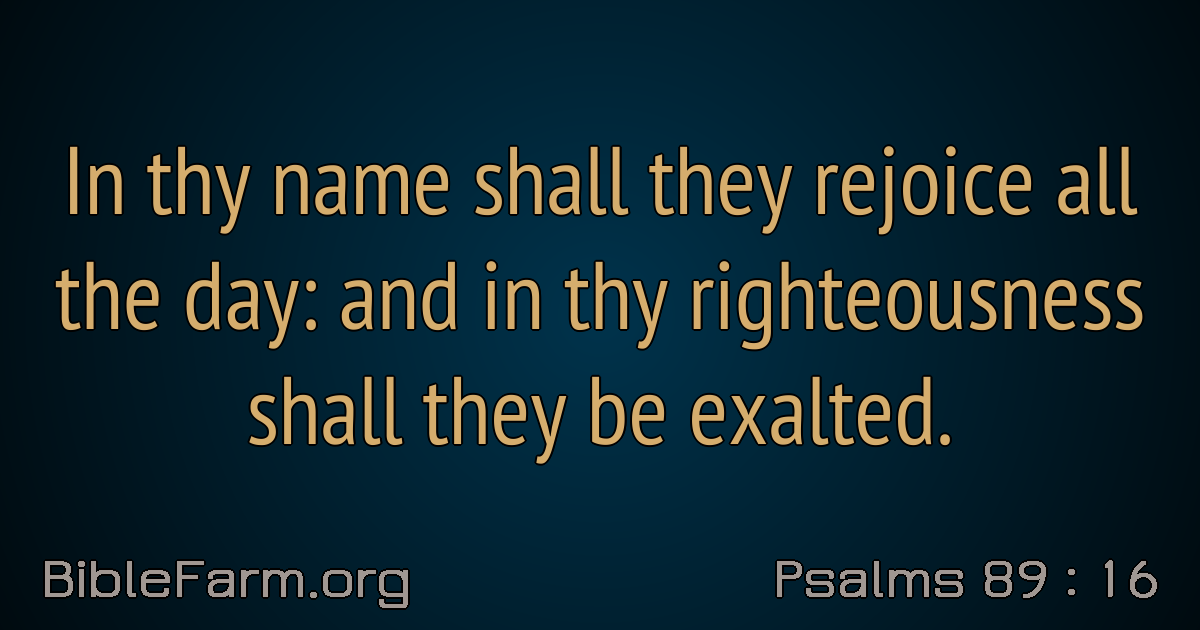 In thy name shall they rejoice all
the day: and in thy righteousness
shall they be exalted.
BibleFarm.org
Psalms 89 : 16